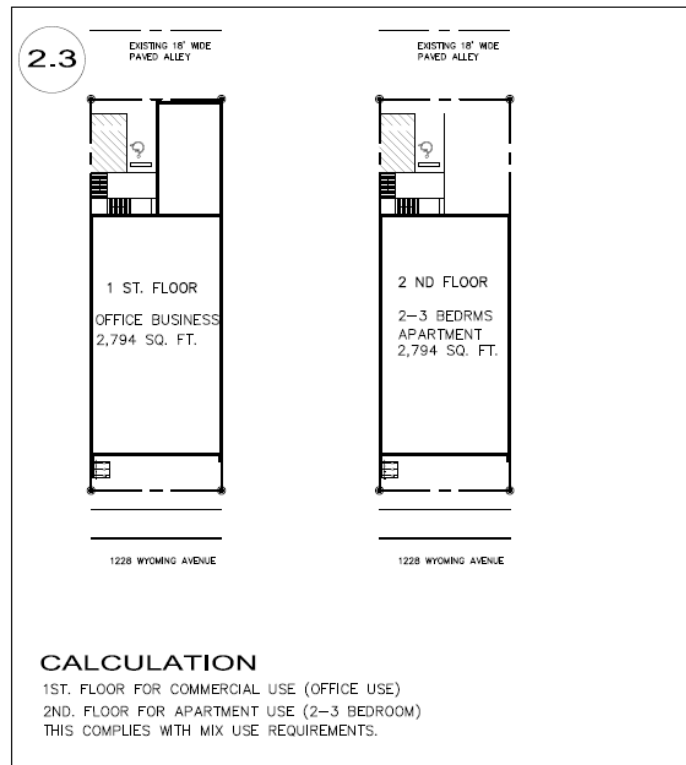 2.3
EXISTING 18' WIDE
PAVED ALLEY
EXISTING 18' WIDE
PAVED ALLEY
1 ST. FLOOR
OFFICE BUSINESS
2,794 SQ. FT.
2 ND FLOOR
2-3 BEDRMS
APARTMENT
2,794 SQ. FT.
1228 WYOMING AVENUE
1228 WYOMING AVENUE
CALCULATION
1ST. FLOOR FOR COMMERCIAL USE (OFFICE USE)
2ND. FLOOR FOR APARTMENT USE (2-3 BEDROOM)
THIS COMPLIES WITH MIX USE REQUIREMENTS.